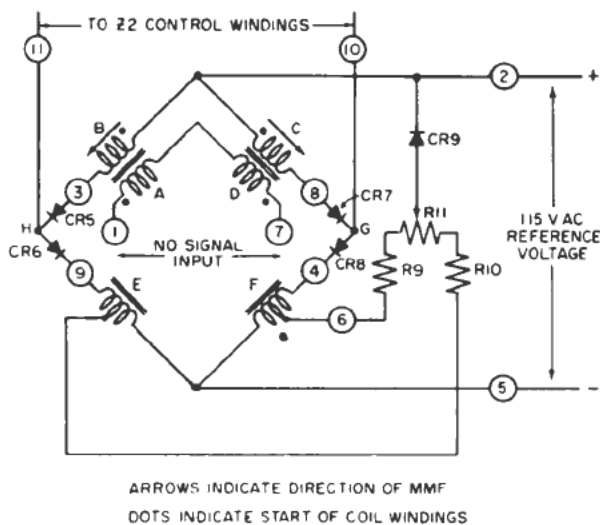 TO Z2 CONTROL WINDINGS
11
10
2
+
B
C
CR9
A
D
3
8
CR7
CR5
1
7
R11
115 V AC
REFERENCE
VOLTAGE
H
G
CR6
NO SIGNAL
INPUT
CR8
9
4
R9
R10
E
F
6
5
-
ARROWS INDICATE DIRECTION OF MMF
DOTS INDICATE START OF COIL WINDINGS